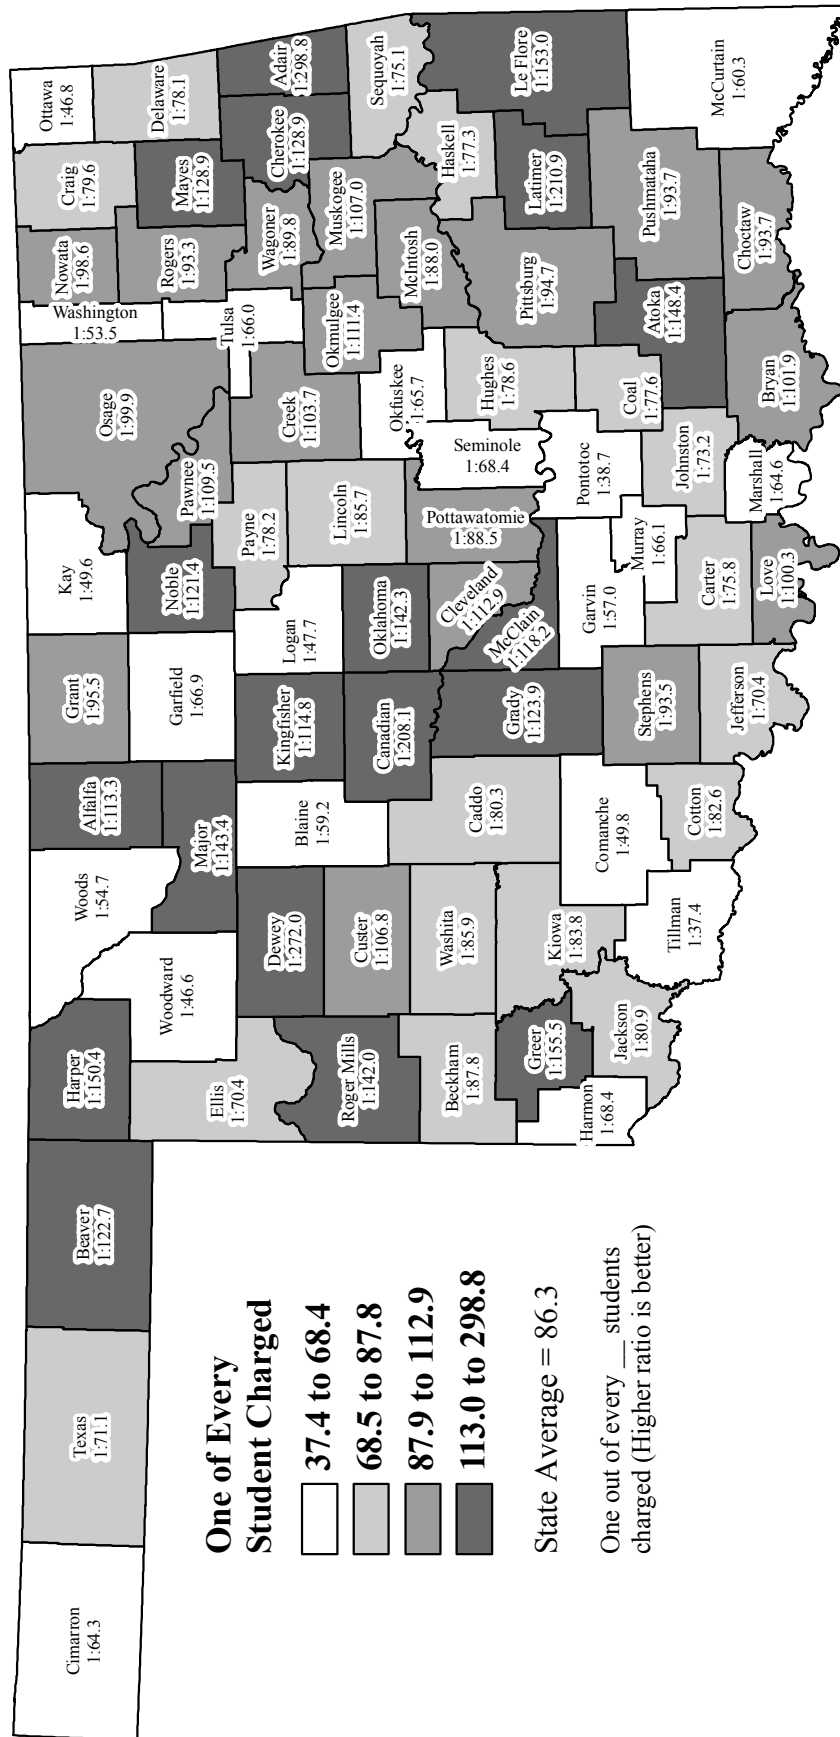 Cimarron
1:64.3
Texas
1:71.1
Beaver
1:122.7
Harper
1:150.4
Woods
1:54.7
Alfalfa
1:113.3
Grant
1:95.5
Kay
1:49.6
Osage
1:99.9
Washington
1:53.5
Nowata
1:98.6
Craig
1:79.6
Ottawa
1:46.8
Ellis
1:70.4
Woodward
1:46.6
Major
1:143.4
Garfield
1:66.9
Noble
1:121.4
Pawnee
1:109.5
Tulsa
1:66.0
Rogers
1:93.3
Mayes
1:128.9
Delaware
1:78.1
Roger Mills
1:142.0
Dewey
1:272.0
Blaine
1:59.2
Kingfisher
1:114.8
Logan
1:47.7
Payne
1:78.2
Creek
1:103.7
Wagoner
1:89.8
Cherokee
1:128.9
Adair
1:298.8
Custer
1:106.8
Canadian
1:208.1
Oklahoma
1:142.3
Lincoln
1:85.7
Okmulgee
1:111.4
Muskogee
1:107.0
Sequoyah
1:75.1
Beckham
1:87.8
Washita
1:85.9
Caddo
1:80.3
Grady
1:123.9
Cleveland
1:112.9
McClain
1:118.2
Pottawatomie
1:88.5
Seminole
1:68.4
Okfuskee
1:65.7
McIntosh
1:88.0
Haskell
1:77.3
Le Flore
1:153.0
Hughes
1:78.6
Pittsburg
1:94.7
Latimer
1:210.9
Harmon
1:68.4
Greer
1:155.5
Kiowa
1:83.8
Comanche
1:49.8
Stephens
1:93.5
Garvin
1:57.0
Murray
1:66.1
Pontotoc
1:38.7
Coal
1:77.6
Atoka
1:148.4
Pushmataha
1:93.7
McCurtain
1:60.3
Jackson
1:80.9
Tillman
1:37.4
Cotton
1:82.6
Jefferson
1:70.4
Carter
1:75.8
Johnston
1:73.2
Love
1:100.3
Marshall
1:64.6
Bryan
1:101.9
Choctaw
1:93.7
One of Every
Student Charged
37.4 to 68.4
68.5 to 87.8
87.9 to 112.9
113.0 to 298.8
State Average = 86.3
One out of every __ students
charged (Higher ratio is better)